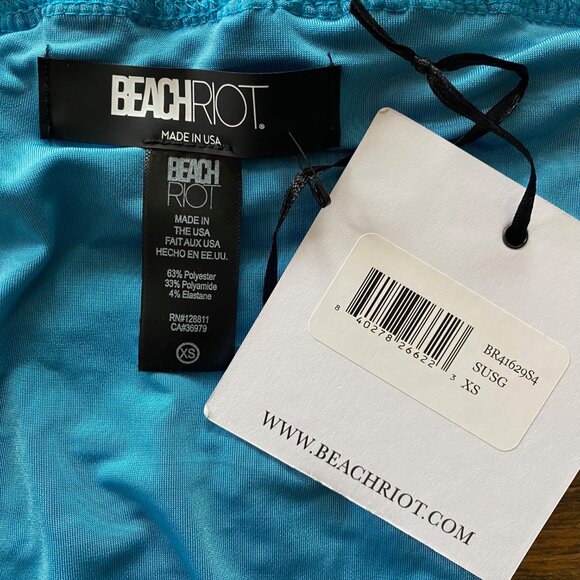 BEACHRIOT®
MADE IN USA
BEACH
RIOT
MADE IN
THE USA
FAIT AUX USA
HECHO EN EE.UU.
63% Polyester
33% Polyamide
4% Elastane
RN#128811
CA#36979
XS
8 40278 26622 3
BR41629S4
SUSG
XS
WWW.BEACHRIOT.COM